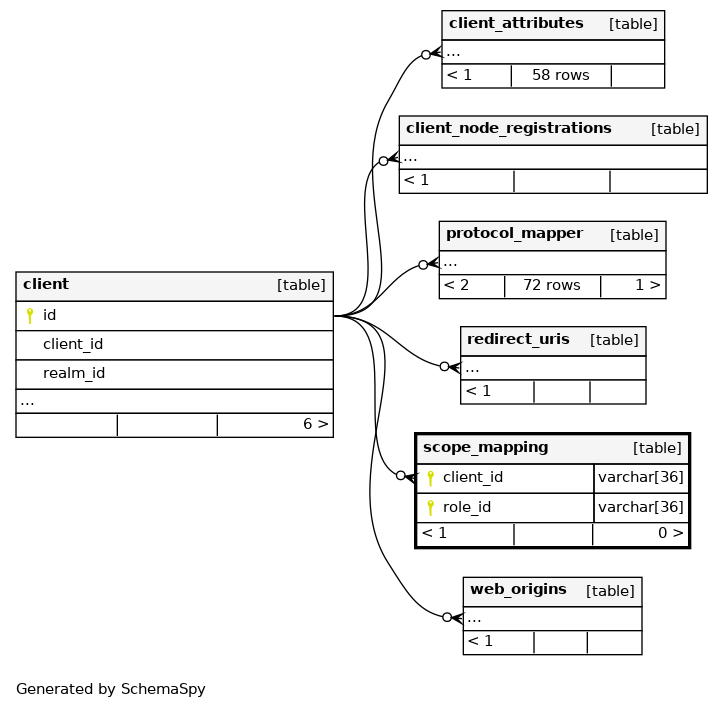 client_attributes [table]
...
< 1 58 rows
client_node_registrations [table]
...
< 1
protocol_mapper [table]
...
< 2 72 rows 1 >
client [table]
id
client_id
realm_id
...
6 >
redirect_uris [table]
...
< 1
scope_mapping [table]
client_id varchar[36]
role_id varchar[36]
< 1 0 >
web_origins [table]
...
< 1
Generated by SchemaSpy